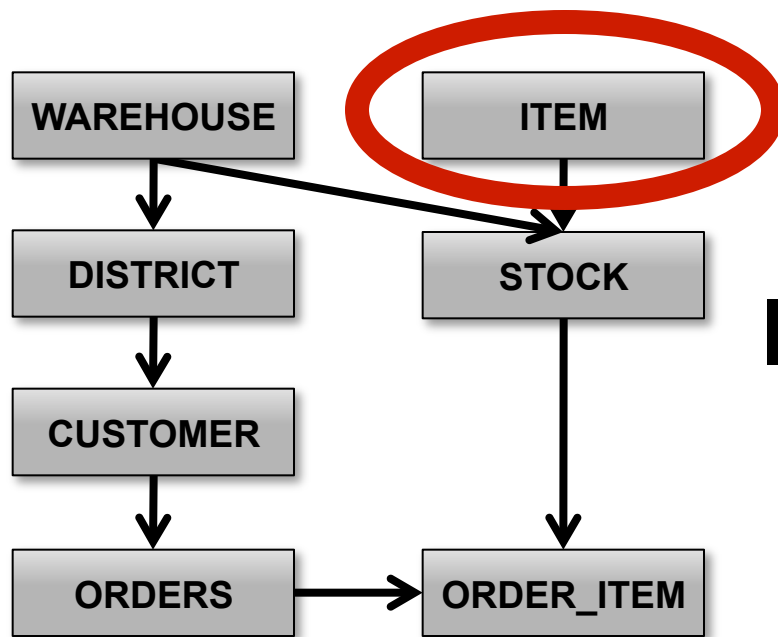 WAREHOUSE
ITEM
DISTRICT
STOCK
CUSTOMER
ORDERS
ORDER_ITEM